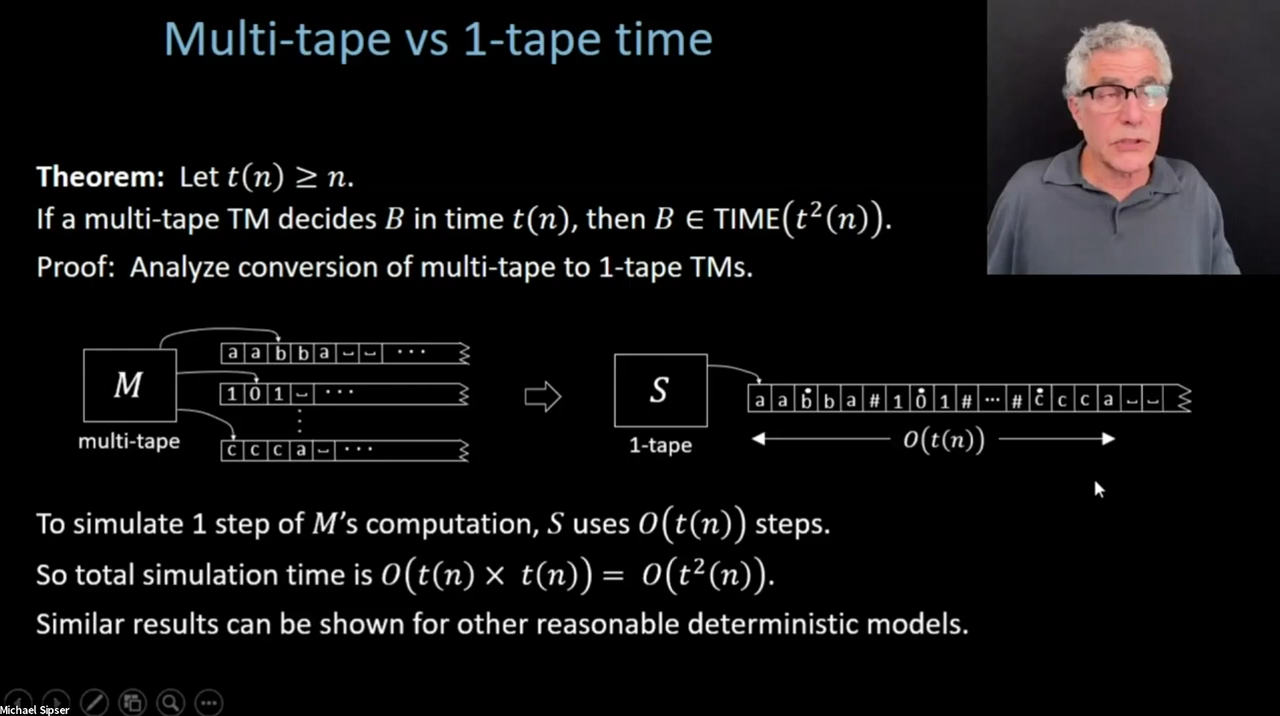 Multi-tape vs 1-tape time
Theorem: Let t(n) ≥ n.
If a multi-tape TM decides B in time t(n), then B ∈ TIME(t²(n)).
Proof: Analyze conversion of multi-tape to 1-tape TMs.
M
multi-tape
a a b b a ⌴ ⌴ ⋯
1 0 1 ⌴ ⋯
⋮
c c c a ⌴ ⋯
S
1-tape
a a ḃ b a # 1 0̇ 1 # ⋯ # ċ c c a ⌴ ⌴
O(t(n))
To simulate 1 step of M's computation, S uses O(t(n)) steps.
So total simulation time is O(t(n) × t(n)) = O(t²(n)).
Similar results can be shown for other reasonable deterministic models.
Michael Sipser